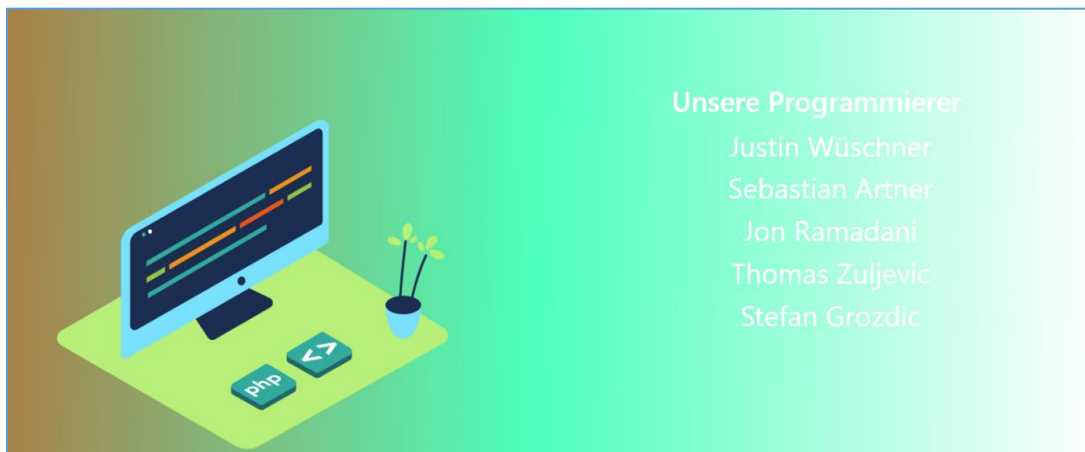 Unsere Programmierer
Justin Wüschner
Sebastian Artner
Jon Ramadani
Thomas Zuljevic
Stefan Grozdic
<>
php